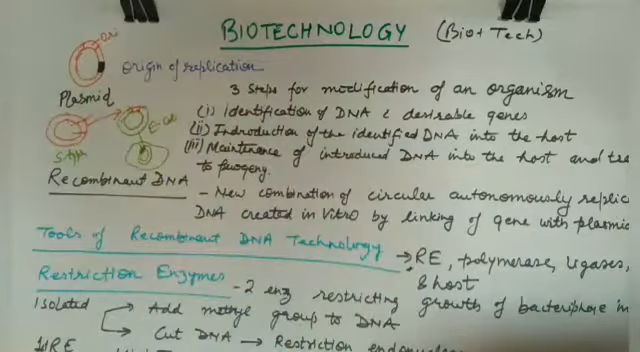 BIOTECHNOLOGY (Bio+ Tech)
Ori
origin of replication
Plasmid
3 Steps for modification of an organism
(i) Identification of DNA c desirable genes
(ii) Introduction of the identified DNA into the host
(iii) Maintenance of introduced DNA into the host and
to progeny.
E-coli
Recombinant DNA
- New combination of circular autonomously replic
DNA created in vitro by linking of gene with plasmid
Tools of Recombinant DNA Technology → RE, polymerase, ligases,
& host
Restriction Enzymes - 2 enz restricting growth of bacteriophage in
Isolated
Add methyl group to DNA
Cut DNA → Restriction
1st RE